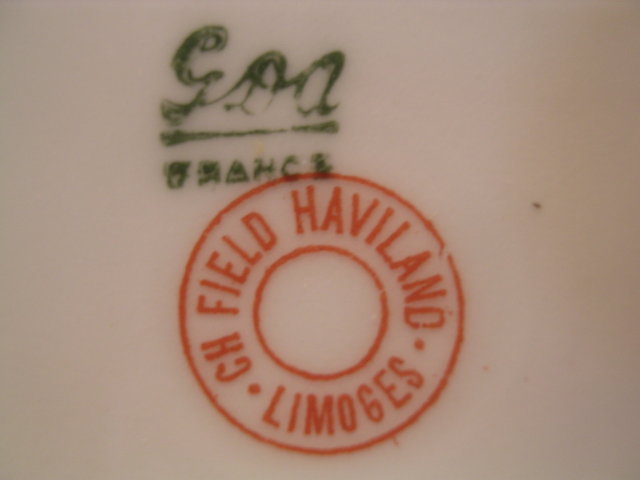 GDA
FRANCE
CH FIELD HAVILAND
· LIMOGES ·